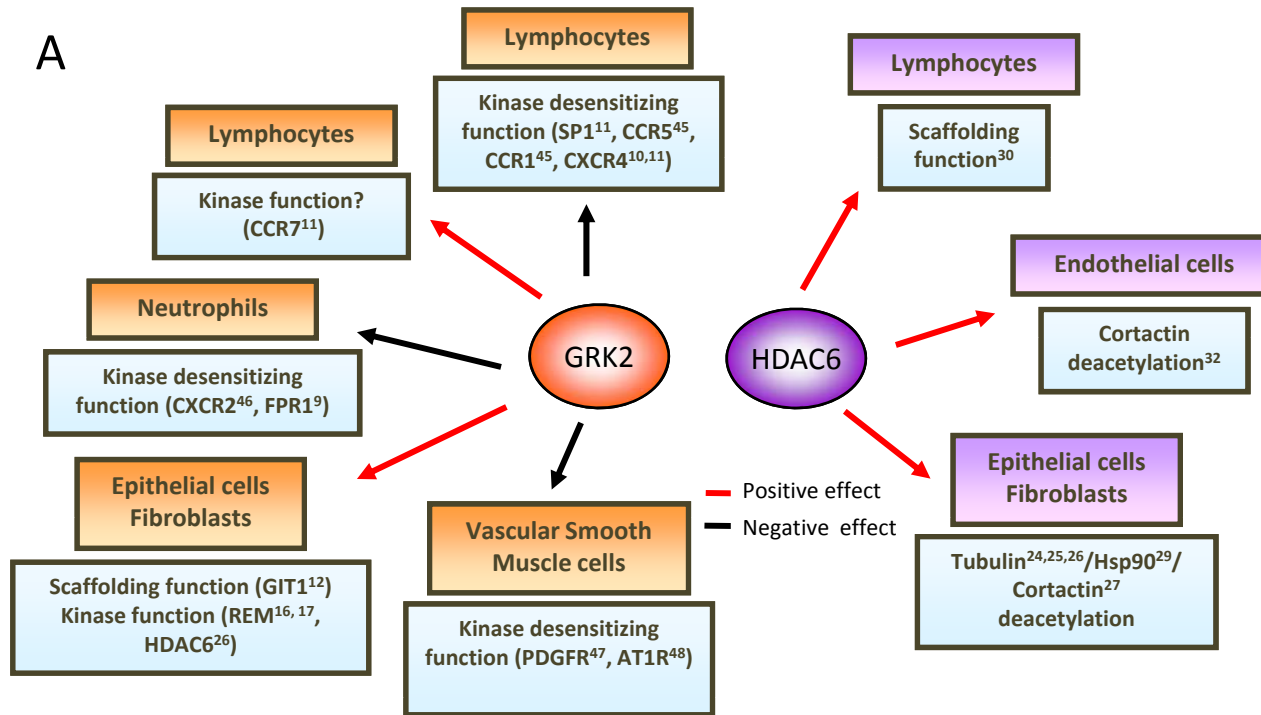 A
Lymphocytes
Kinase desensitizing
function (SP1¹¹, CCR5⁴⁵,
CCR1⁴⁵, CXCR4¹⁰,¹¹)
Lymphocytes
Kinase function?
(CCR7¹¹)
Neutrophils
Kinase desensitizing
function (CXCR2⁴⁶, FPR1⁹)
Epithelial cells
Fibroblasts
Scaffolding function (GIT1¹²)
Kinase function (REM¹⁶, ¹⁷,
HDAC6²⁶)
Vascular Smooth
Muscle cells
Kinase desensitizing
function (PDGFR⁴⁷, AT1R⁴⁸)
GRK2
HDAC6
Positive effect
Negative effect
Lymphocytes
Scaffolding
function³⁰
Endothelial cells
Cortactin
deacetylation³²
Epithelial cells
Fibroblasts
Tubulin²⁴,²⁵,²⁶/Hsp90²⁹/
Cortactin²⁷
deacetylation